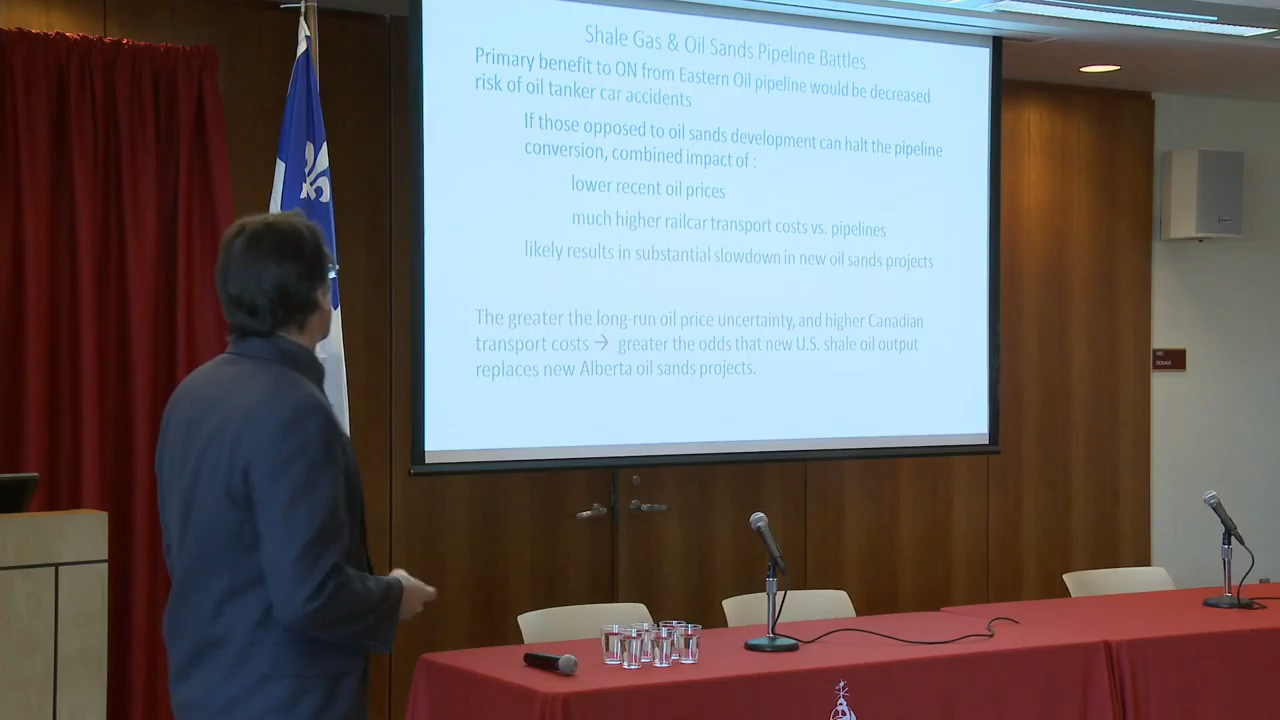 Shale Gas & Oil Sands Pipeline Battles
Primary benefit to ON from Eastern Oil pipeline would be decreased
risk of oil tanker car accidents
If those opposed to oil sands development can halt the pipeline
conversion, combined impact of :
lower recent oil prices
much higher railcar transport costs vs. pipelines
likely results in substantial slowdown in new oil sands projects
The greater the long-run oil price uncertainty, and higher Canadian
transport costs → greater the odds that new U.S. shale oil output
replaces new Alberta oil sands projects.